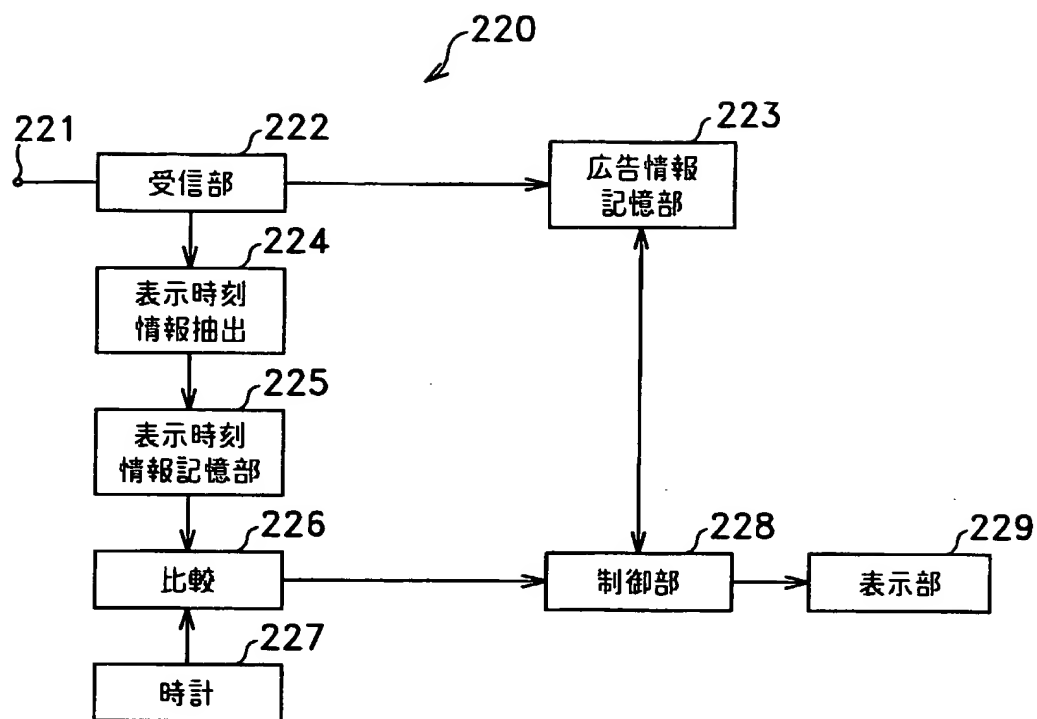 220
221
222
受信部
223
広告情報
記憶部
224
表示時刻
情報抽出
225
表示時刻
情報記憶部
226
比較
227
時計
228
制御部
229
表示部